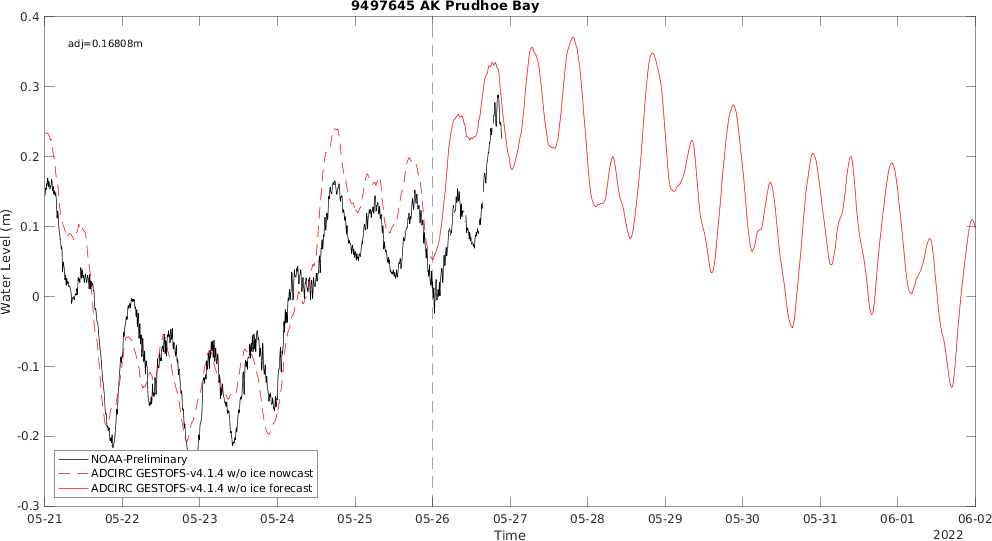 9497645 AK Prudhoe Bay
adj=0.16808m
0.4
0.3
0.2
0.1
0
-0.1
-0.2
-0.3
Water Level (m)
NOAA-Preliminary
ADCIRC GESTOFS-v4.1.4 w/o ice nowcast
ADCIRC GESTOFS-v4.1.4 w/o ice forecast
05-21 05-22 05-23 05-24 05-25 05-26 05-27 05-28 05-29 05-30 05-31 06-01 06-02
Time
2022